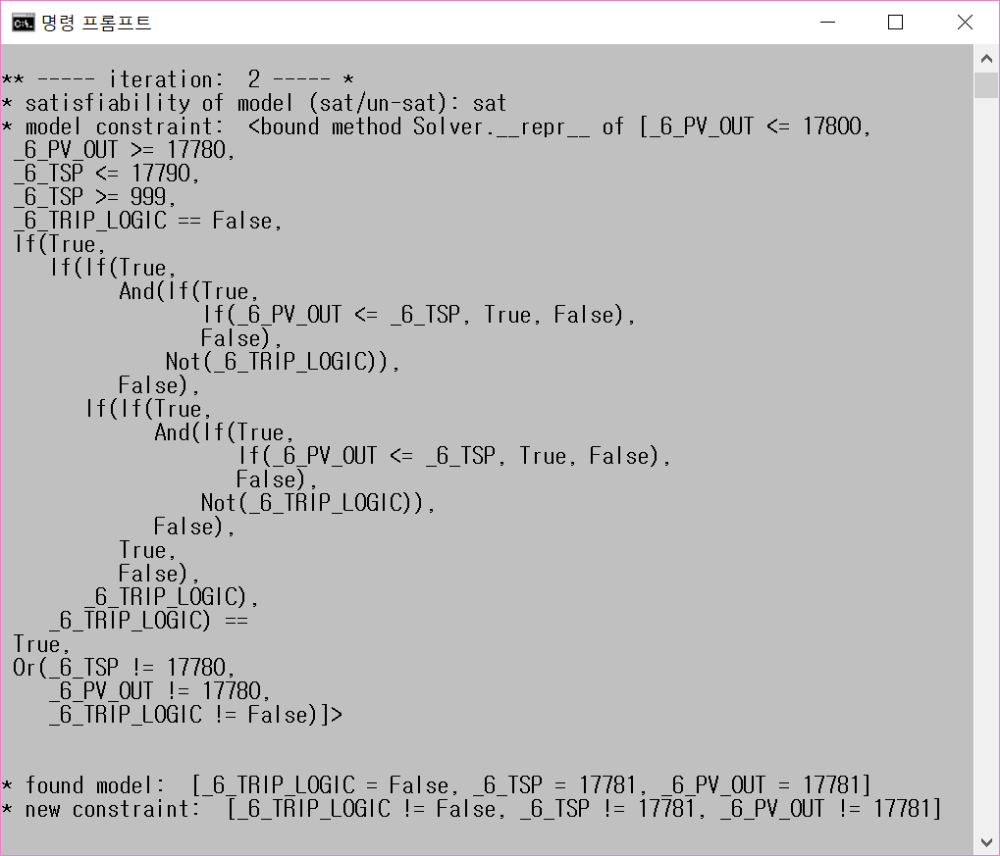 명령 프롬프트
** ----- iteration:  2 ----- *
* satisfiability of model (sat/un-sat): sat
* model constraint:  <bound method Solver.__repr__ of [_6_PV_OUT <= 17800,
 _6_PV_OUT >= 17780,
 _6_TSP <= 17790,
 _6_TSP >= 999,
 _6_TRIP_LOGIC == False,
 If(True,
    If(If(True,
          And(If(True,
                 If(_6_PV_OUT <= _6_TSP, True, False),
                 False),
              Not(_6_TRIP_LOGIC)),
          False),
       If(If(True,
             And(If(True,
                    If(_6_PV_OUT <= _6_TSP, True, False),
                    False),
                 Not(_6_TRIP_LOGIC)),
             False),
          True,
          False),
       _6_TRIP_LOGIC),
    _6_TRIP_LOGIC) ==
 True,
 Or(_6_TSP != 17780,
    _6_PV_OUT != 17780,
    _6_TRIP_LOGIC != False)]>
* found model:  [_6_TRIP_LOGIC = False, _6_TSP = 17781, _6_PV_OUT = 17781]
* new constraint:  [_6_TRIP_LOGIC != False, _6_TSP != 17781, _6_PV_OUT != 17781]